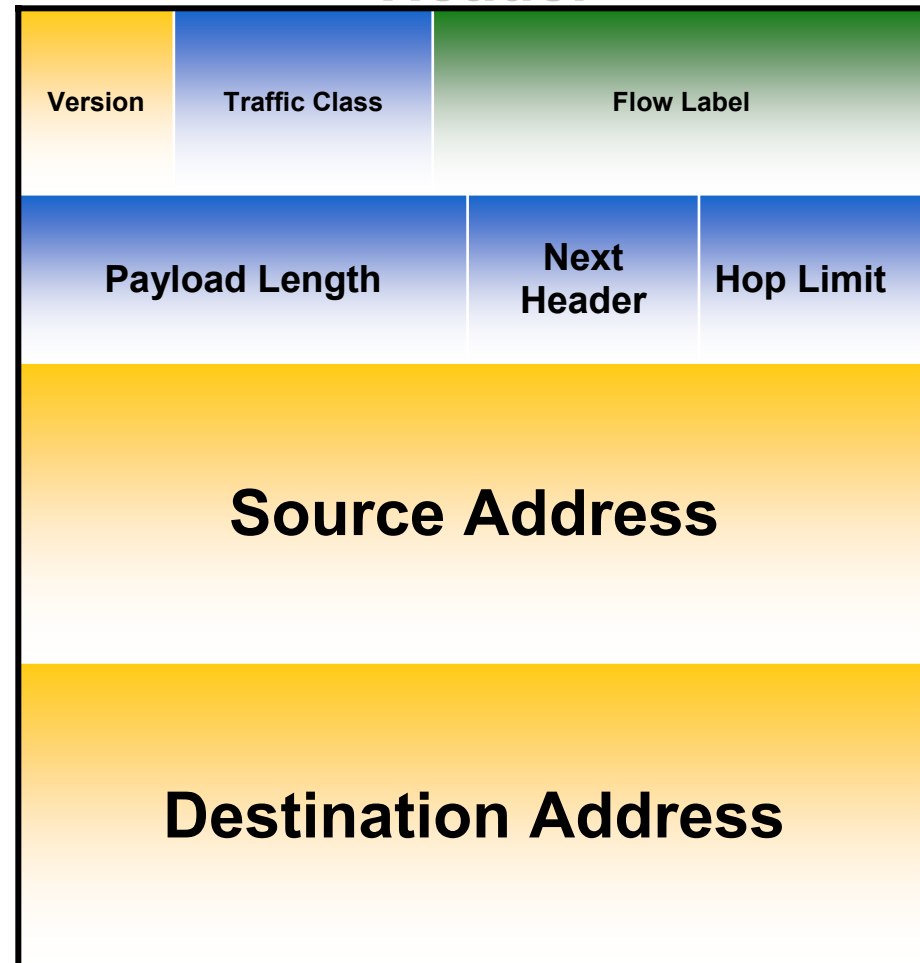 Version Traffic Class Flow Label
Payload Length Next Header Hop Limit
Source Address
Destination Address